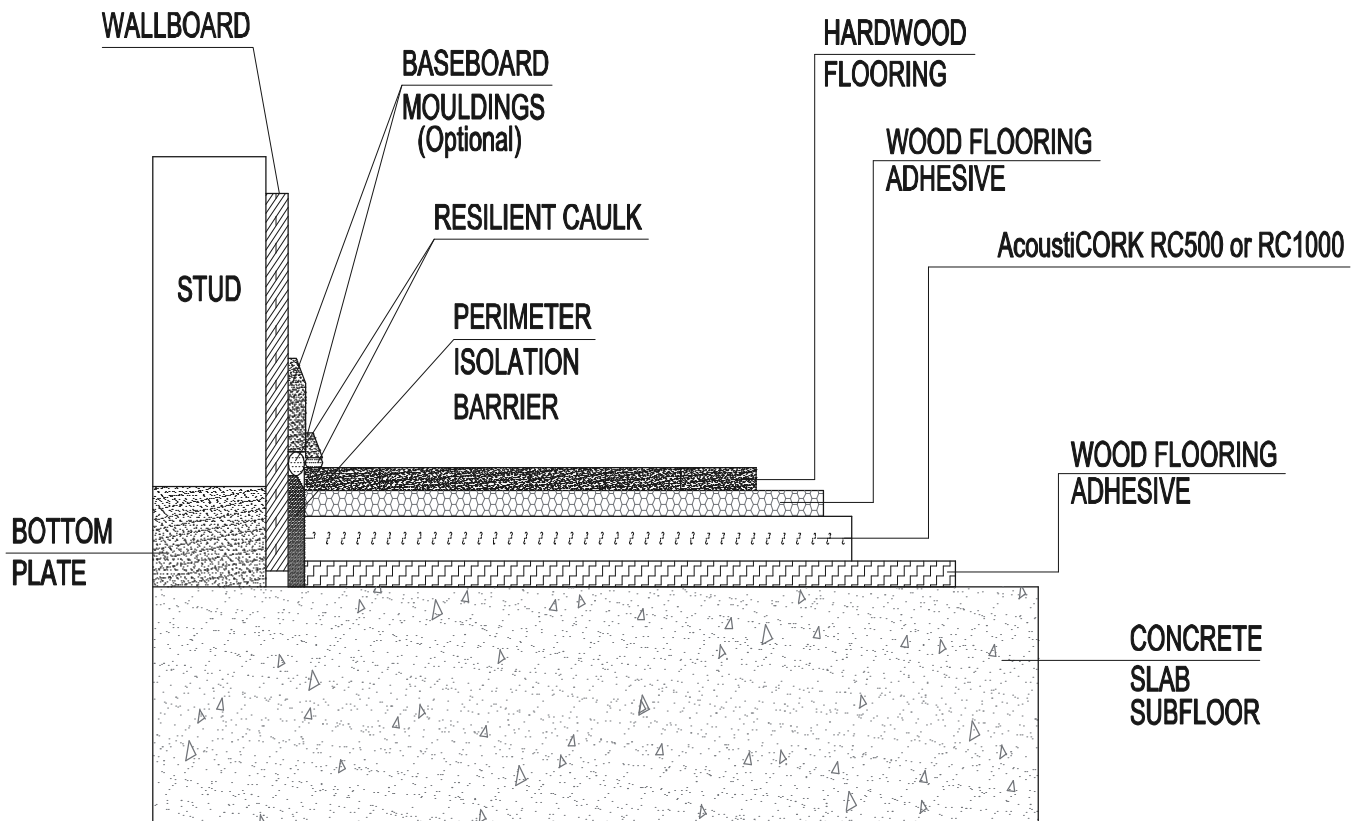 WALLBOARD
BASEBOARD
MOULDINGS
(Optional)
HARDWOOD
FLOORING
WOOD FLOORING
ADHESIVE
RESILIENT CAULK
AcoustiCORK RC500 or RC1000
STUD
PERIMETER
ISOLATION
BARRIER
WOOD FLOORING
ADHESIVE
BOTTOM
PLATE
CONCRETE
SLAB
SUBFLOOR